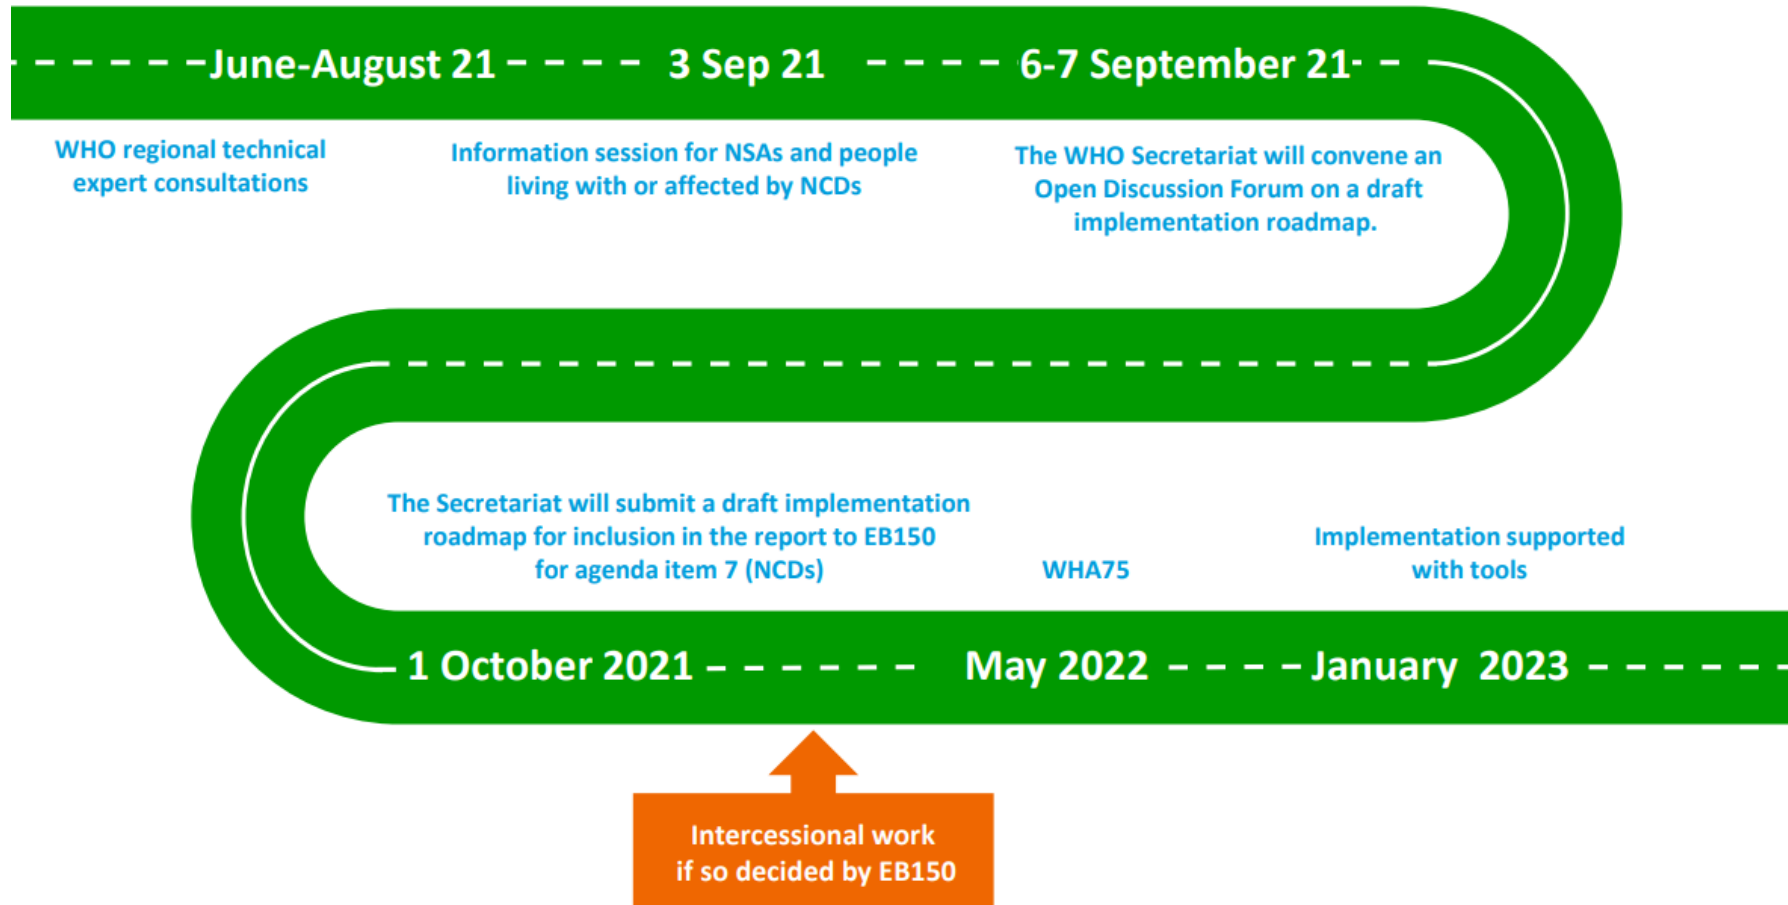 June-August 21
3 Sep 21
6-7 September 21
WHO regional technical
expert consultations
Information session for NSAs and people
living with or affected by NCDs
The WHO Secretariat will convene an
Open Discussion Forum on a draft
implementation roadmap.
The Secretariat will submit a draft implementation
roadmap for inclusion in the report to EB150
for agenda item 7 (NCDs)
WHA75
Implementation supported
with tools
1 October 2021
May 2022
January 2023
Intercessional work
if so decided by EB150